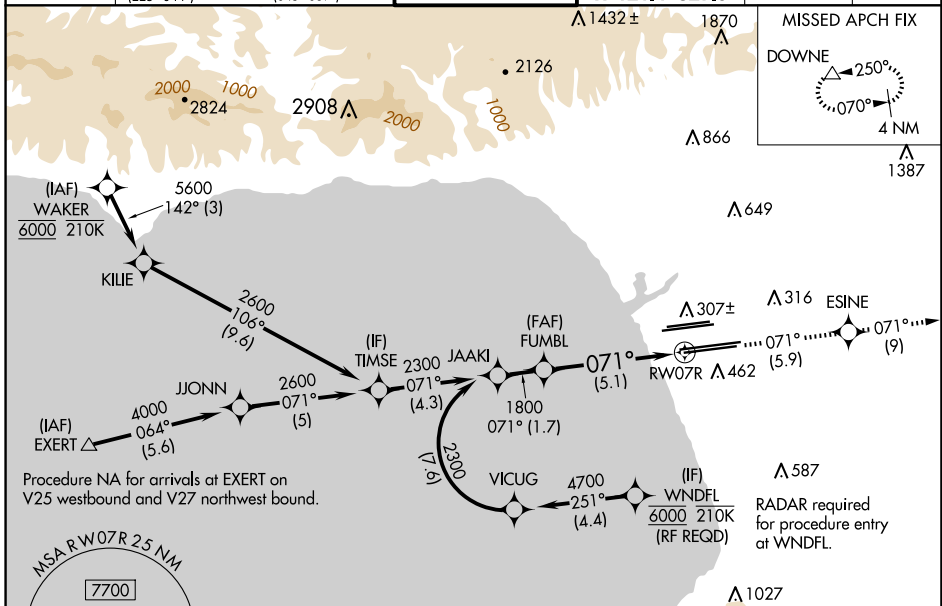 1432 ±
1870
MISSED APCH FIX
DOWNE
250°
070°
4 NM
2126
2000
1000
2824
2908
2000
1000
866
1387
(IAF)
WAKER
6000 210K
5600
142° (3)
649
KILIE
2600
106°
(9.6)
307±
316
ESINE
(FAF)
FUMBL
(IF)
TIMSE
2300
071°
(4.3)
JAAKI
071°
(5.1)
RW07R
462
071°
(5.9)
071°
(9)
JJONN
2600
071°
(5)
4000
064°
(5.6)
(IAF)
EXERT
1800
071° (1.7)
2300
(7.6)
Procedure NA for arrivals at EXERT on
V25 westbound and V27 northwest bound.
VICUG
4700
251°
(4.4)
(IF)
WNDFL
6000 210K
(RF REQD)
587
RADAR required
for procedure entry
at WNDFL.
MSA RW07R 25 NM
7700
1027